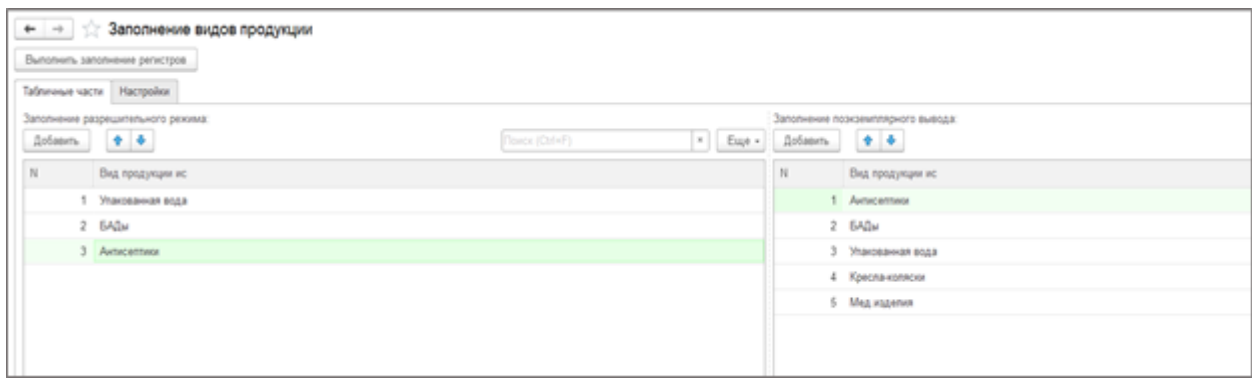 Заполнение видов продукции
Выполнить заполнение регистров
Табличные части Настройки
Заполнение разрешительного режима:
Добавить Поиск (Ctrl+F) × Еще
N Вид продукции ис
1 Упакованная вода
2 БАДы
3 Антисептики
Заполнение поэкземплярного вывода:
Добавить
N Вид продукции ис
1 Антисептики
2 БАДы
3 Упакованная вода
4 Кресла-коляски
5 Мед изделия